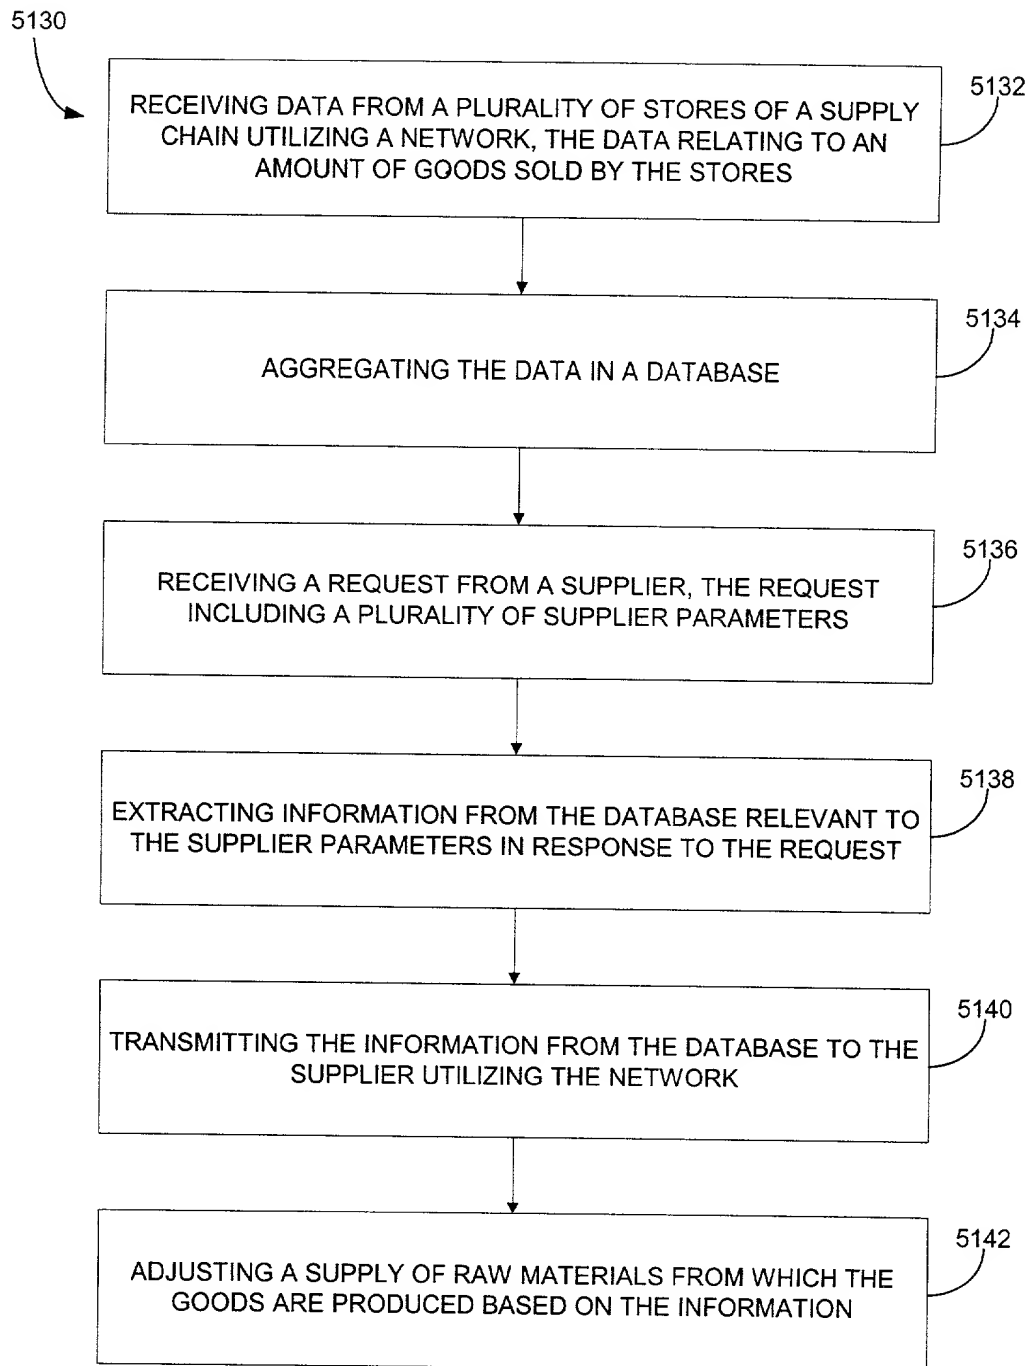 5130
RECEIVING DATA FROM A PLURALITY OF STORES OF A SUPPLY
CHAIN UTILIZING A NETWORK, THE DATA RELATING TO AN
AMOUNT OF GOODS SOLD BY THE STORES
5132
AGGREGATING THE DATA IN A DATABASE
5134
RECEIVING A REQUEST FROM A SUPPLIER, THE REQUEST
INCLUDING A PLURALITY OF SUPPLIER PARAMETERS
5136
EXTRACTING INFORMATION FROM THE DATABASE RELEVANT TO
THE SUPPLIER PARAMETERS IN RESPONSE TO THE REQUEST
5138
TRANSMITTING THE INFORMATION FROM THE DATABASE TO THE
SUPPLIER UTILIZING THE NETWORK
5140
ADJUSTING A SUPPLY OF RAW MATERIALS FROM WHICH THE
GOODS ARE PRODUCED BASED ON THE INFORMATION
5142